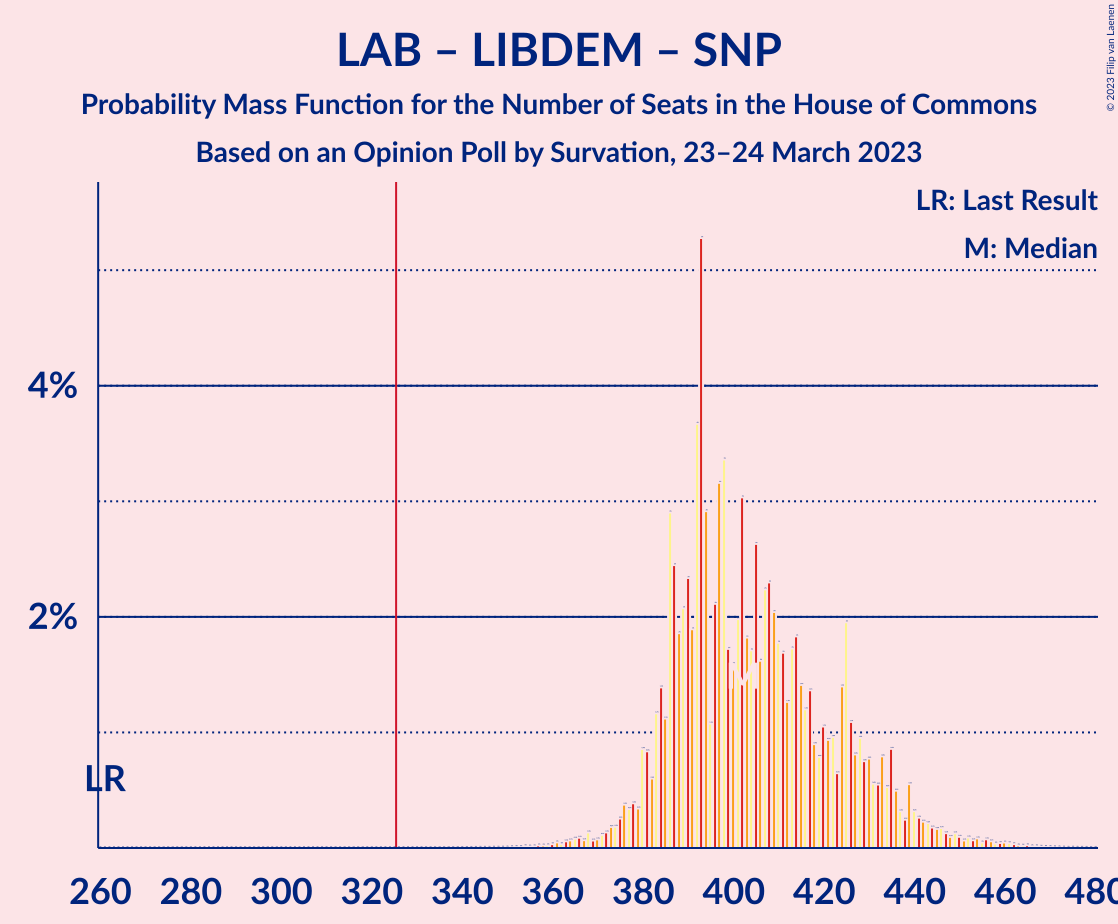 LAB – LIBDEM – SNP
Probability Mass Function for the Number of Seats in the House of Commons
Based on an Opinion Poll by Survation, 23–24 March 2023
© 2023 Filip van Laenen
LR: Last Result
M: Median
4%
2%
M
LR
260 280 300 320 340 360 380 400 420 440 460 480